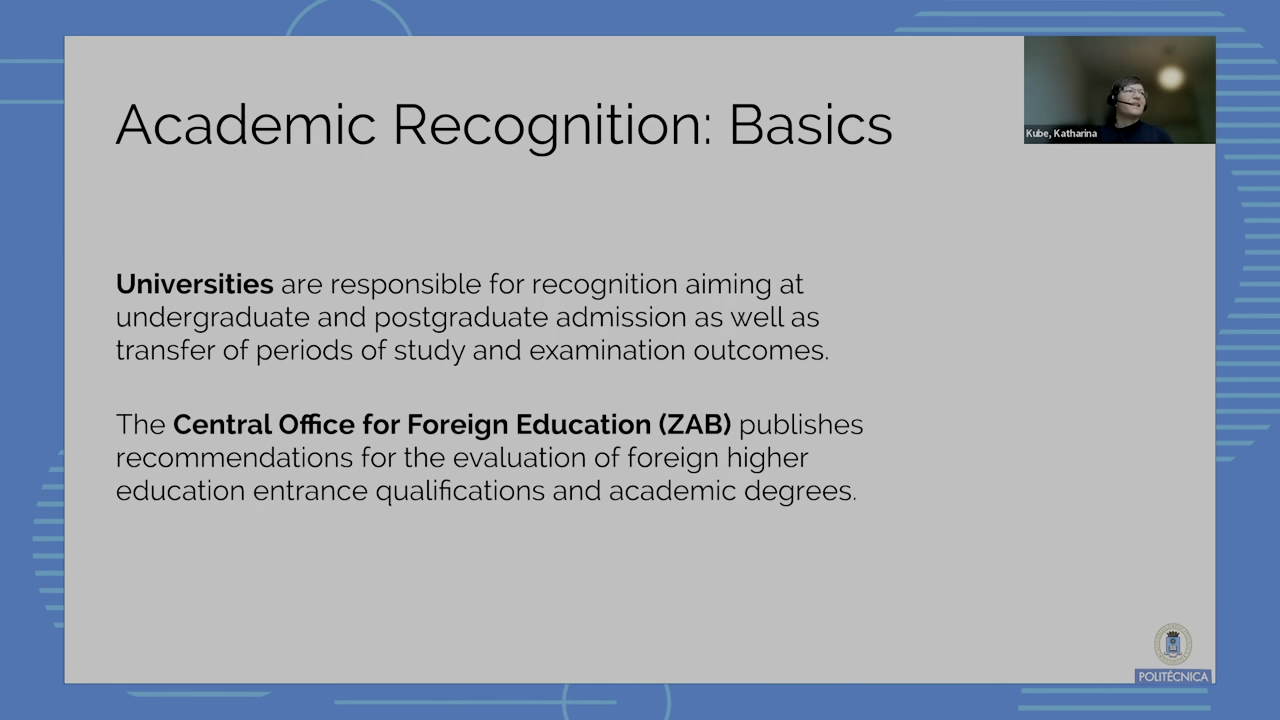 Academic Recognition: Basics
Kube, Katharina
Universities are responsible for recognition aiming at
undergraduate and postgraduate admission as well as
transfer of periods of study and examination outcomes.
The Central Office for Foreign Education (ZAB) publishes
recommendations for the evaluation of foreign higher
education entrance qualifications and academic degrees.
POLITÉCNICA